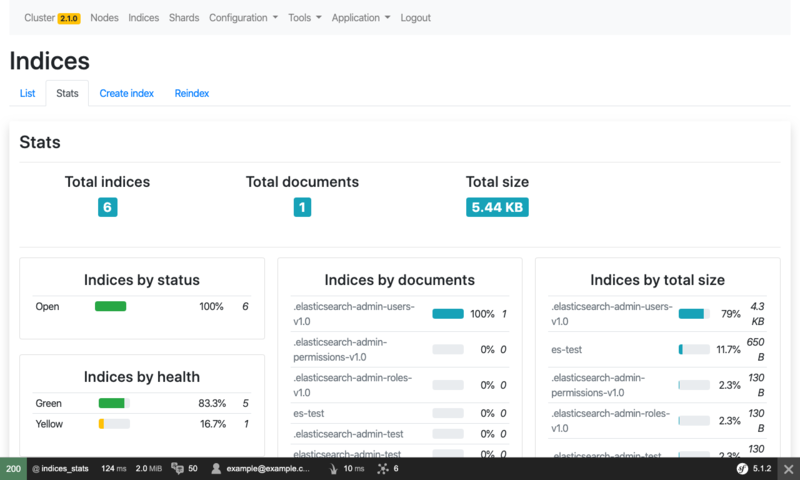 Cluster 2.1.0 Nodes Indices Shards Configuration Tools Application Logout
Indices
List Stats Create index Reindex
Stats
Total indices Total documents Total size
6 1 5.44 KB
Indices by status
Open 100% 6
Indices by health
Green 83.3% 5
Yellow 16.7% 1
Indices by documents
.elasticsearch-admin-users-
v1.0 100% 1
.elasticsearch-admin-
permissions-v1.0 0% 0
.elasticsearch-admin-roles-
v1.0 0% 0
es-test 0% 0
.elasticsearch-admin-test 0% 0
elasticsearch-admin- 0% 0
Indices by total size
.elasticsearch-admin-users-
v1.0 79% 4.3
KB
es-test 11.7% 650
B
.elasticsearch-admin-
permissions-v1.0 2.3% 130
B
.elasticsearch-admin-roles-
v1.0 2.3% 130
B
.elasticsearch-admin-test 2.3% 130
200 @ indices_stats 124 ms 2.0 MiB 50 example@example.c... 10 ms 6 sf 5.1.2